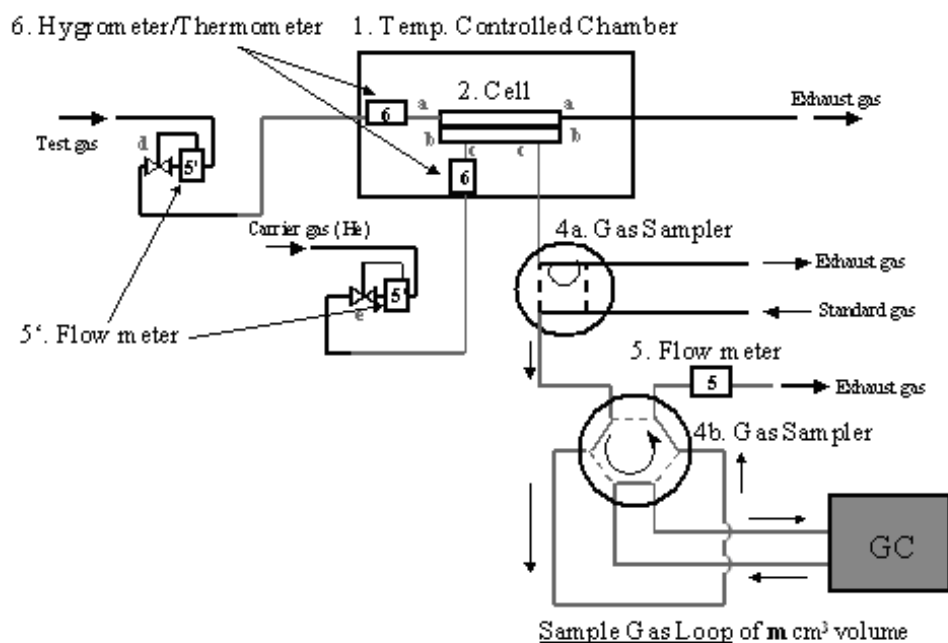 6. Hygrometer/Thermometer
1. Temp. Controlled Chamber
2. Cell
6
a
a
b
b
c
c
6
Exhaust gas
Test gas
d
5'
Carrier gas (He)
5'
e
5'. Flow meter
4a. Gas Sampler
Exhaust gas
Standard gas
5. Flow meter
5
Exhaust gas
4b. Gas Sampler
GC
Sample Gas Loop of m cm³ volume